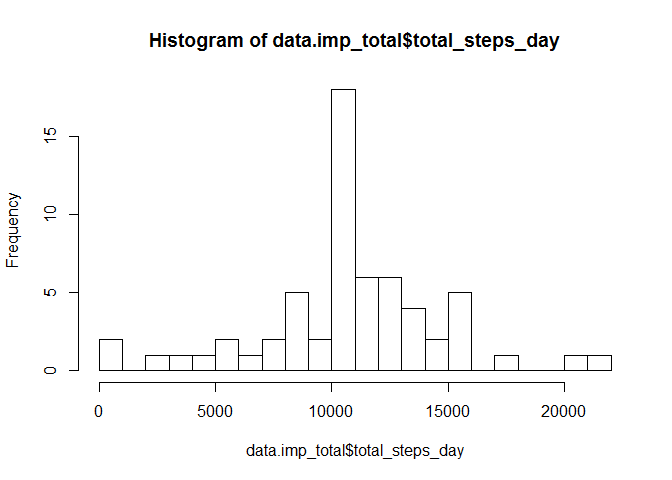 Histogram of data.imp_total$total_steps_day
Frequency
15
10
5
0
0 5000 10000 15000 20000
data.imp_total$total_steps_day